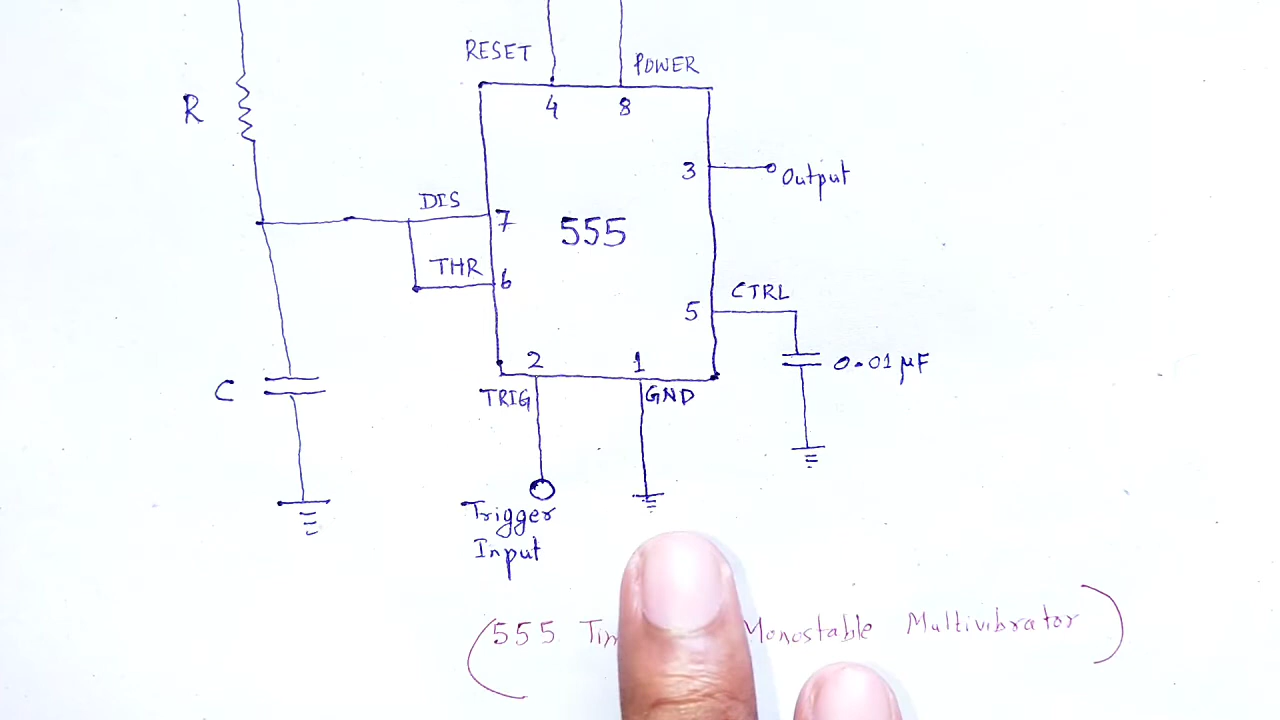 RESET
POWER
R
4
8
3
Output
DIS
7
555
THR
6
CTRL
5
0.01 µF
2
1
C
TRIG
GND
Trigger
Input
(555 Monostable Multivibrator)